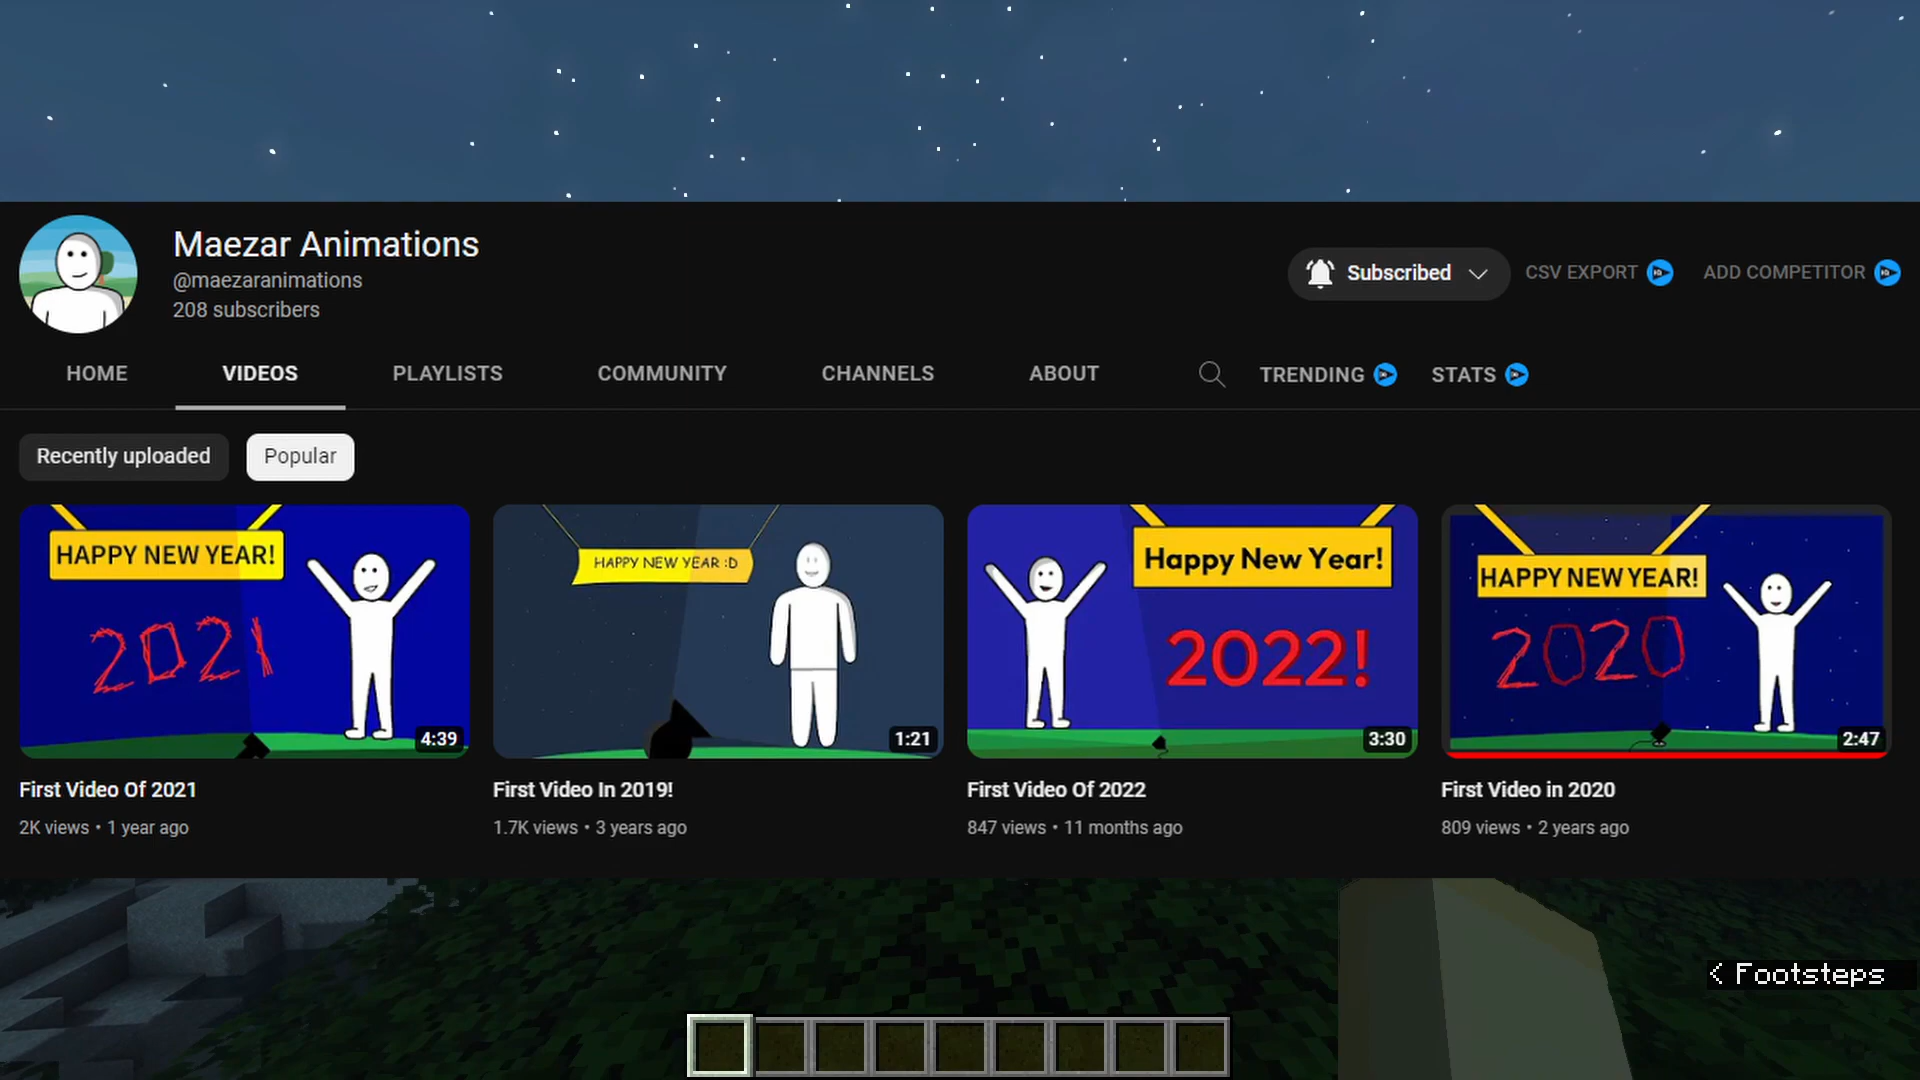 Maezar Animations
@maezaranimations
208 subscribers
Subscribed
CSV EXPORT
ADD COMPETITOR
HOME
VIDEOS
PLAYLISTS
COMMUNITY
CHANNELS
ABOUT
TRENDING
STATS
Recently uploaded
Popular
HAPPY NEW YEAR!
2021
4:39
HAPPY NEW YEAR :D
1:21
Happy New Year!
2022!
3:30
HAPPY NEW YEAR!
2020
2:47
First Video Of 2021
2K views • 1 year ago
First Video In 2019!
1.7K views • 3 years ago
First Video Of 2022
847 views • 11 months ago
First Video in 2020
809 views • 2 years ago
< Footsteps